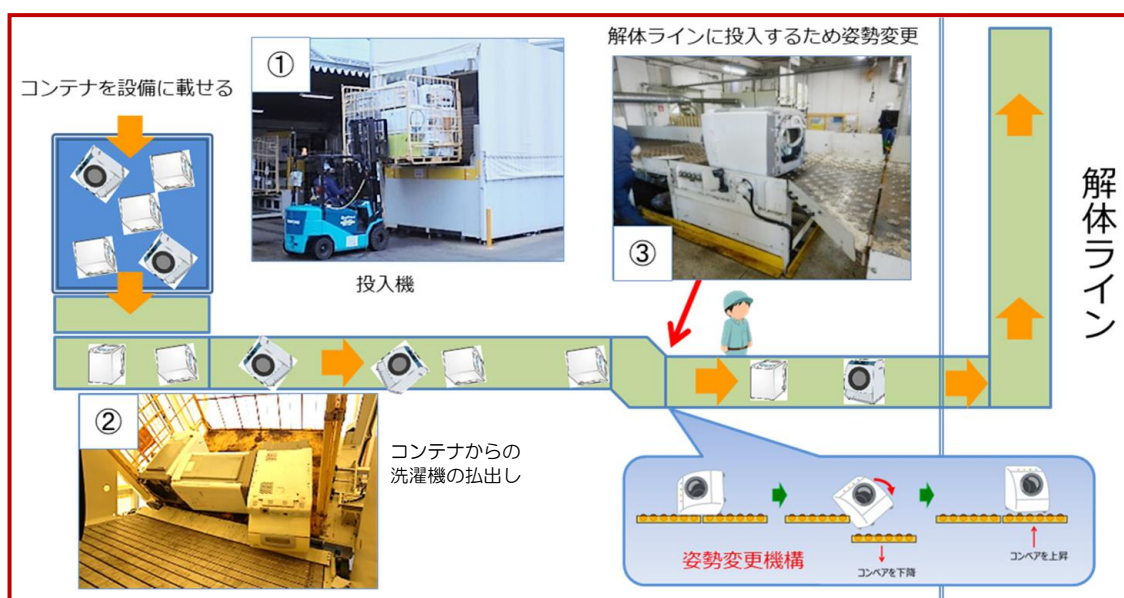 コンテナを設備に載せる
①
投入機
解体ラインに投入するため姿勢変更
③
解体ライン
②
コンテナからの
洗濯機の払出し
姿勢変更機構
コンベアを下降
コンベアを上昇